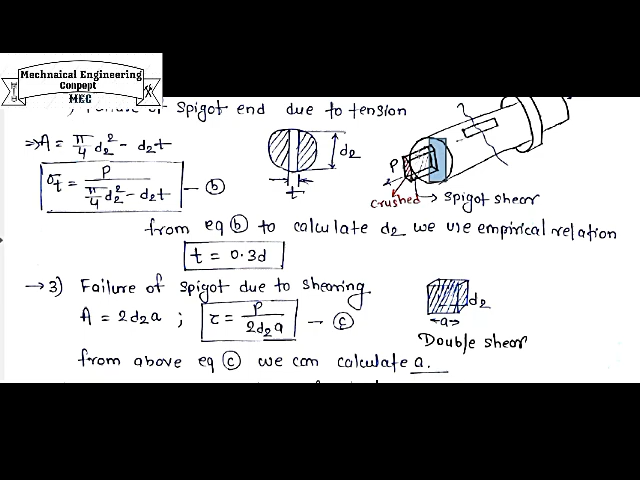 Mechnaical Engineering
Conpept
MEC
of Spigot end due to tension
⇒ A = π/4 d₂² - d₂t
d₂
t
P
crushed
Spigot shear
σt = P / (π/4 d₂² - d₂t) — ⓑ
from eq ⓑ to calculate d₂ we use empirical relation
t = 0.3d
→ 3) Failure of Spigot due to shearing
A = 2d₂a ; τ = P / 2d₂a — ⓒ
d₂
←a→
Double shear
from above eq ⓒ we can calculate a.